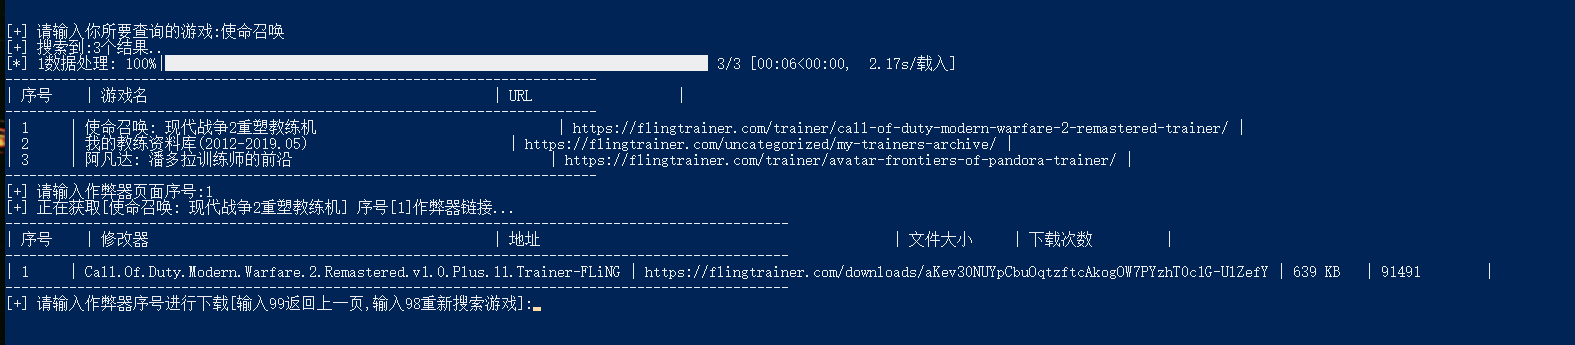 [+] 请输入你所要查询的游戏:使命召唤
[+] 搜索到:3个结果..
[*] 1数据处理: 100%| 3/3 [00:06<00:00, 2.17s/载入]
| 序号 | 游戏名 | URL |
| 1 | 使命召唤: 现代战争2重塑教练机 | https://flingtrainer.com/trainer/call-of-duty-modern-warfare-2-remastered-trainer/ |
| 2 | 我的教练资料库(2012-2019.05) | https://flingtrainer.com/uncategorized/my-trainers-archive/ |
| 3 | 阿凡达: 潘多拉训练师的前沿 | https://flingtrainer.com/trainer/avatar-frontiers-of-pandora-trainer/ |
[+] 请输入作弊器页面序号:1
[+] 正在获取[使命召唤: 现代战争2重塑教练机] 序号[1]作弊器链接...
| 序号 | 修改器 | 地址 | 文件大小 | 下载次数 |
| 1 | Call.Of.Duty.Modern.Warfare.2.Remastered.v1.0.Plus.11.Trainer-FLiNG | https://flingtrainer.com/downloads/aKev30NUYpCbuOqtzftcAkogOW7PYzhT0c1G-UlZefY | 639 KB | 91491 |
[+] 请输入作弊器序号进行下载[输入99返回上一页,输入98重新搜索游戏]: